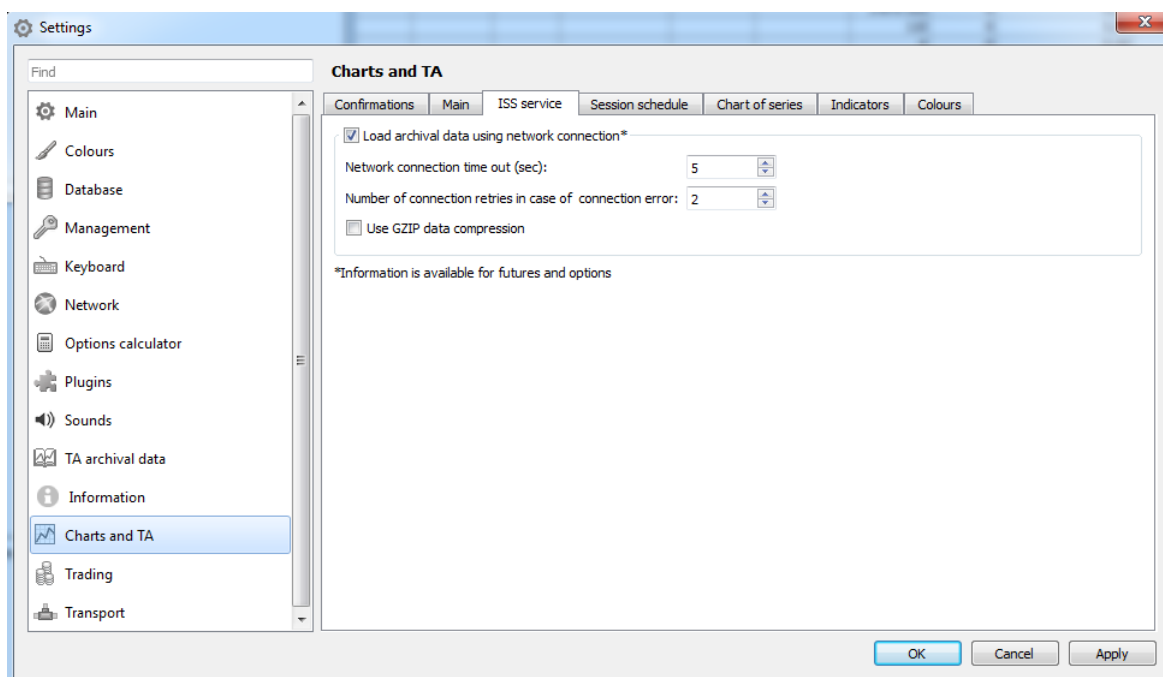 Settings
Find
Main
Colours
Database
Management
Keyboard
Network
Options calculator
Plugins
Sounds
TA archival data
Information
Charts and TA
Trading
Transport
Charts and TA
Confirmations Main ISS service Session schedule Chart of series Indicators Colours
Load archival data using network connection*
Network connection time out (sec): 5
Number of connection retries in case of connection error: 2
Use GZIP data compression
*Information is available for futures and options
OK Cancel Apply